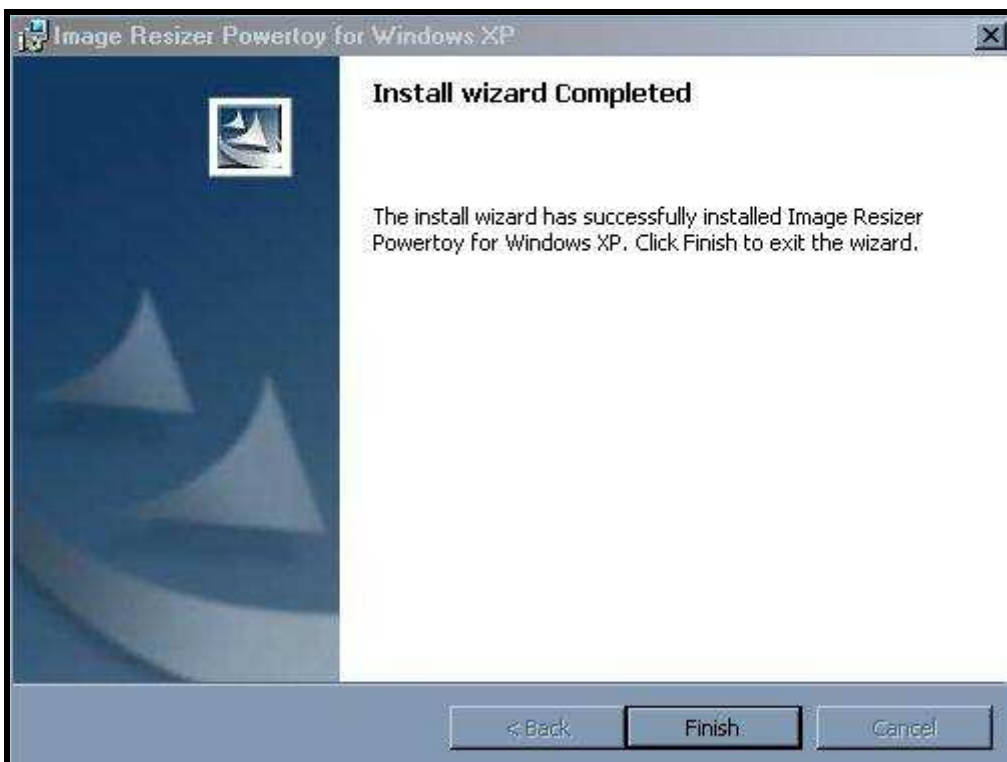 Image Resizer Powertoy for Windows XP
Install wizard Completed
The install wizard has successfully installed Image Resizer
Powertoy for Windows XP. Click Finish to exit the wizard.
< Back
Finish
Cancel